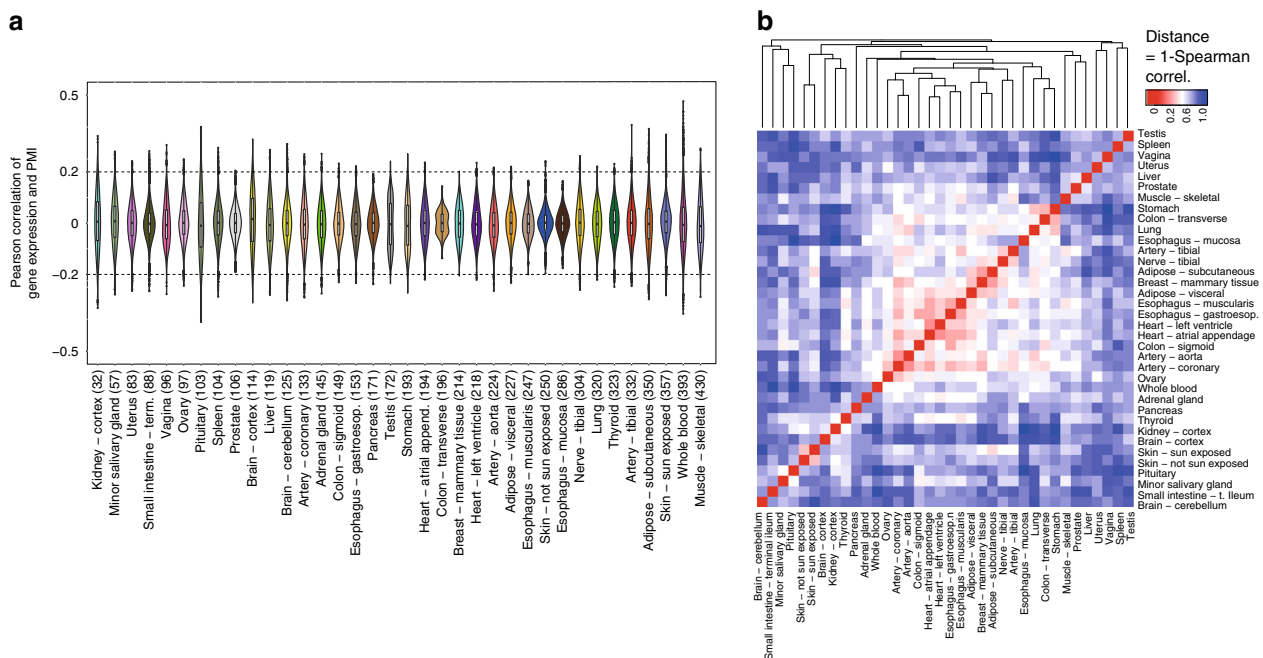 a
Pearson correlation of
gene expression and PMI
0.5
0.2
0
−0.2
−0.5
Kidney – cortex (32)
Minor salivary gland (57)
Uterus (83)
Small intestine – term. (88)
Vagina (96)
Ovary (97)
Pituitary (103)
Spleen (104)
Prostate (106)
Brain – cortex (114)
Liver (119)
Brain – cerebellum (125)
Artery – coronary (133)
Adrenal gland (145)
Colon – sigmoid (149)
Esophagus – gastroesop. (153)
Pancreas (171)
Testis (172)
Stomach (193)
Heart – atrial append. (194)
Colon – transverse (196)
Breast – mammary tissue (214)
Heart – left ventricle (218)
Artery – aorta (224)
Adipose – visceral (227)
Esophagus – muscularis (247)
Skin – not sun exposed (250)
Esophagus – mucosa (286)
Nerve – tibial (304)
Lung (320)
Thyroid (323)
Artery – tibial (332)
Adipose – subcutaneous (350)
Skin – sun exposed (357)
Whole blood (393)
Muscle – skeletal (430)
b
Distance
= 1-Spearman
correl.
0
0.2
0.6
1.0
Testis
Spleen
Vagina
Uterus
Liver
Prostate
Muscle – skeletal
Stomach
Colon – transverse
Lung
Esophagus – mucosa
Artery – tibial
Nerve – tibial
Adipose – subcutaneous
Breast – mammary tissue
Adipose – visceral
Esophagus – muscularis
Esophagus – gastroesop.
Heart – left ventricle
Heart – atrial appendage
Colon – sigmoid
Artery – aorta
Artery – coronary
Ovary
Whole blood
Adrenal gland
Pancreas
Thyroid
Kidney – cortex
Brain – cortex
Skin – sun exposed
Skin – not sun exposed
Pituitary
Minor salivary gland
Small intestine – t. Ileum
Brain – cerebellum
Brain – cerebellum
Small intestine – terminal ileum
Minor salivary gland
Pituitary
Skin – not sun exposed
Skin – sun exposed
Brain – cortex
Kidney – cortex
Thyroid
Pancreas
Adrenal gland
Whole blood
Ovary
Artery – coronary
Artery – aorta
Colon – sigmoid
Heart – atrial appendage
Heart – left ventricle
Esophagus – gastroesop.n
Esophagus – muscularis
Adipose – visceral
Breast – mammary tissue
Adipose – subcutaneous
Nerve – tibial
Artery – tibial
Esophagus – mucosa
Lung
Colon – transverse
Stomach
Muscle – skeletal
Prostate
Liver
Uterus
Vagina
Spleen
Testis